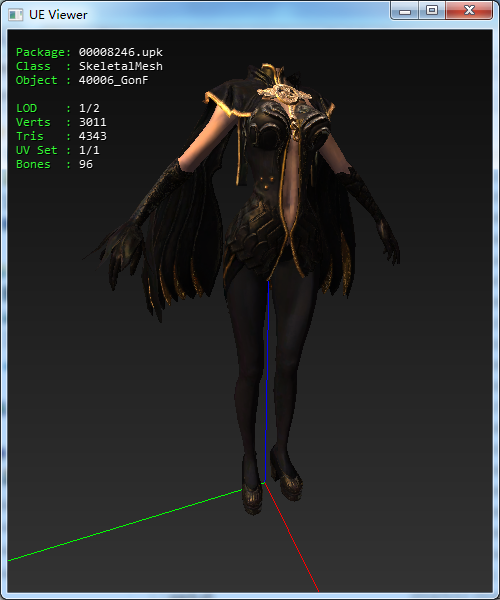 UE Viewer
Package: 00008246.upk
Class : SkeletalMesh
Object : 40006_GonF
LOD : 1/2
Verts : 3011
Tris : 4343
UV Set : 1/1
Bones : 96